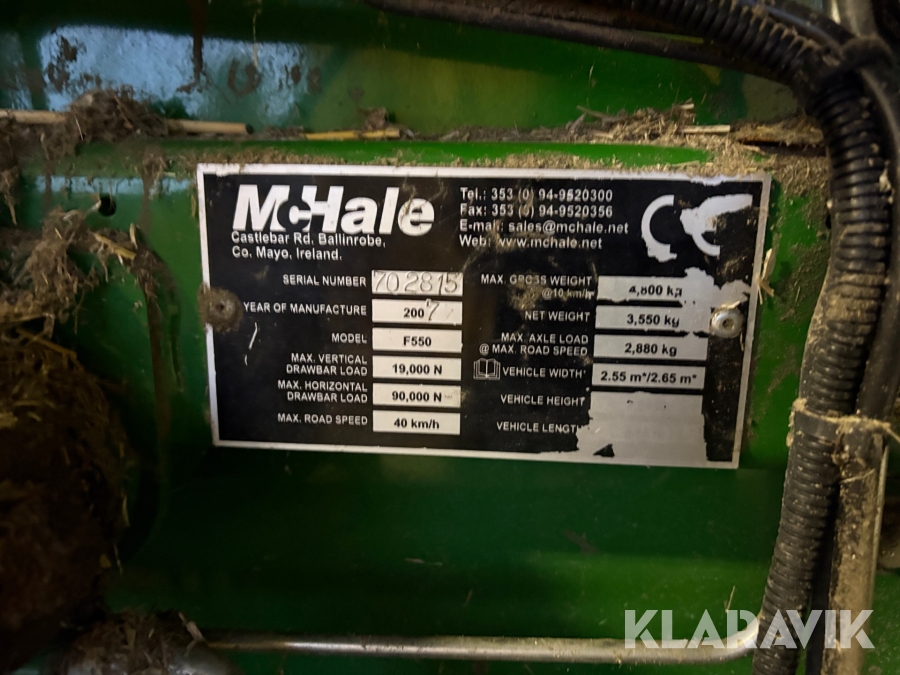 McHale
Castlebar Rd. Ballinrobe,
Co. Mayo, Ireland.
Tel.: 353 (0) 94-9520300
Fax: 353 (0) 94-9520356
E-mail: sales@mchale.net
Web: www.mchale.net
CE
SERIAL NUMBER 702815
YEAR OF MANUFACTURE 2007
MODEL F550
MAX. VERTICAL
DRAWBAR LOAD 19,000 N
MAX. HORIZONTAL
DRAWBAR LOAD 90,000 N
MAX. ROAD SPEED 40 km/h
MAX. GROSS WEIGHT
@10 km/hr 4,800 kg
NET WEIGHT 3,550 kg
MAX. AXLE LOAD
@ MAX. ROAD SPEED 2,880 kg
VEHICLE WIDTH 2.55 m*/2.65 m*
VEHICLE HEIGHT
VEHICLE LENGTH
KLARAVIK